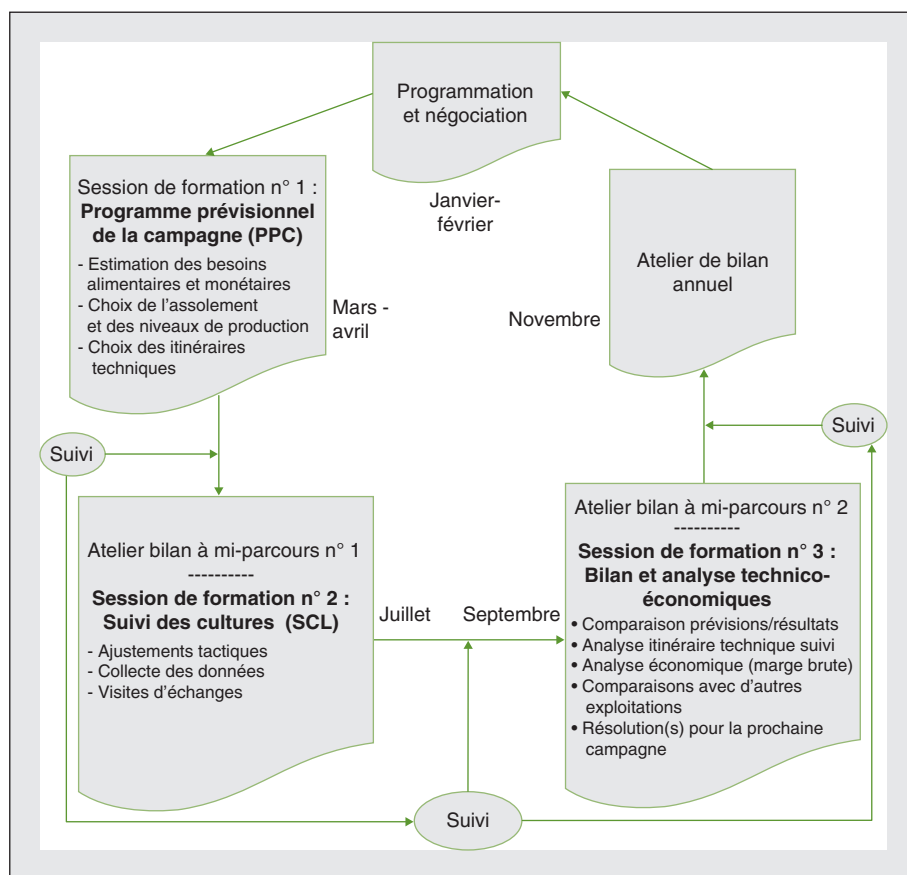 Programmation
et négociation
Janvier-
février
Session de formation n° 1 :
Programme prévisionnel
de la campagne (PPC)
- Estimation des besoins
alimentaires et monétaires
- Choix de l'assolement
et des niveaux de production
- Choix des itinéraires
techniques
Mars -
avril
Novembre
Atelier de bilan
annuel
Suivi
Suivi
Atelier bilan à mi-parcours n° 1
----------
Session de formation n° 2 :
Suivi des cultures (SCL)
- Ajustements tactiques
- Collecte des données
- Visites d'échanges
Juillet
Septembre
Atelier bilan à mi-parcours n° 2
----------
Session de formation n° 3 :
Bilan et analyse technico-
économiques
• Comparaison prévisions/résultats
• Analyse itinéraire technique suivi
• Analyse économique (marge brute)
• Comparaisons avec d'autres
exploitations
• Résolution(s) pour la prochaine
campagne
Suivi